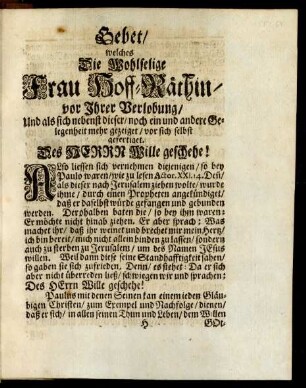 Gebet/
welches
Die Wohlselige
Frau Hoff-Räthin/
vor Ihrer Verlobung/
Und als sich nebenst dieser/ noch ein und andere Ge-
legenheit mehr gezeiget/ vor sich selbst
gefertiget.
Des HERRN Wille geschehe!
ALso liessen sich vernehmen diejenigen/ so bey
Paulo waren/ wie zu lesen Actor. XXI. 14. Den/
als dieser nach Jerusalem ziehen wolte/ wurde
ihme/ durch einen Propheten angekündiget/
daß er daselbst würde gefangen und gebunden
werden. Derohalben baten die/ so bey ihm waren:
Er möchte nicht hinab ziehen. Er aber sprach: Was
machet ihr/ daß ihr weinet und brechet mir mein Hertz/
ich bin bereit/ mich nicht allein binden zu lassen/ sondern
auch zu sterben zu Jerusalem/ um des Namen JEsus
willen. Weil dann diese seine Standhafftigkeit sahen/
so gaben sie sich zufrieden. Denn/ es stehet: Da er sich
aber nicht überreden ließ/ schwiegen wir und sprachen:
Des HErrn Wille geschehe!
Paulus mit denen Seinen kan einem ieden Gläu-
bigen Christen/ zum Exempel und Nachfolge/ dienen/
daß er sich/ in allen seinen Thun und Leben/ dem Willen
H GOt-